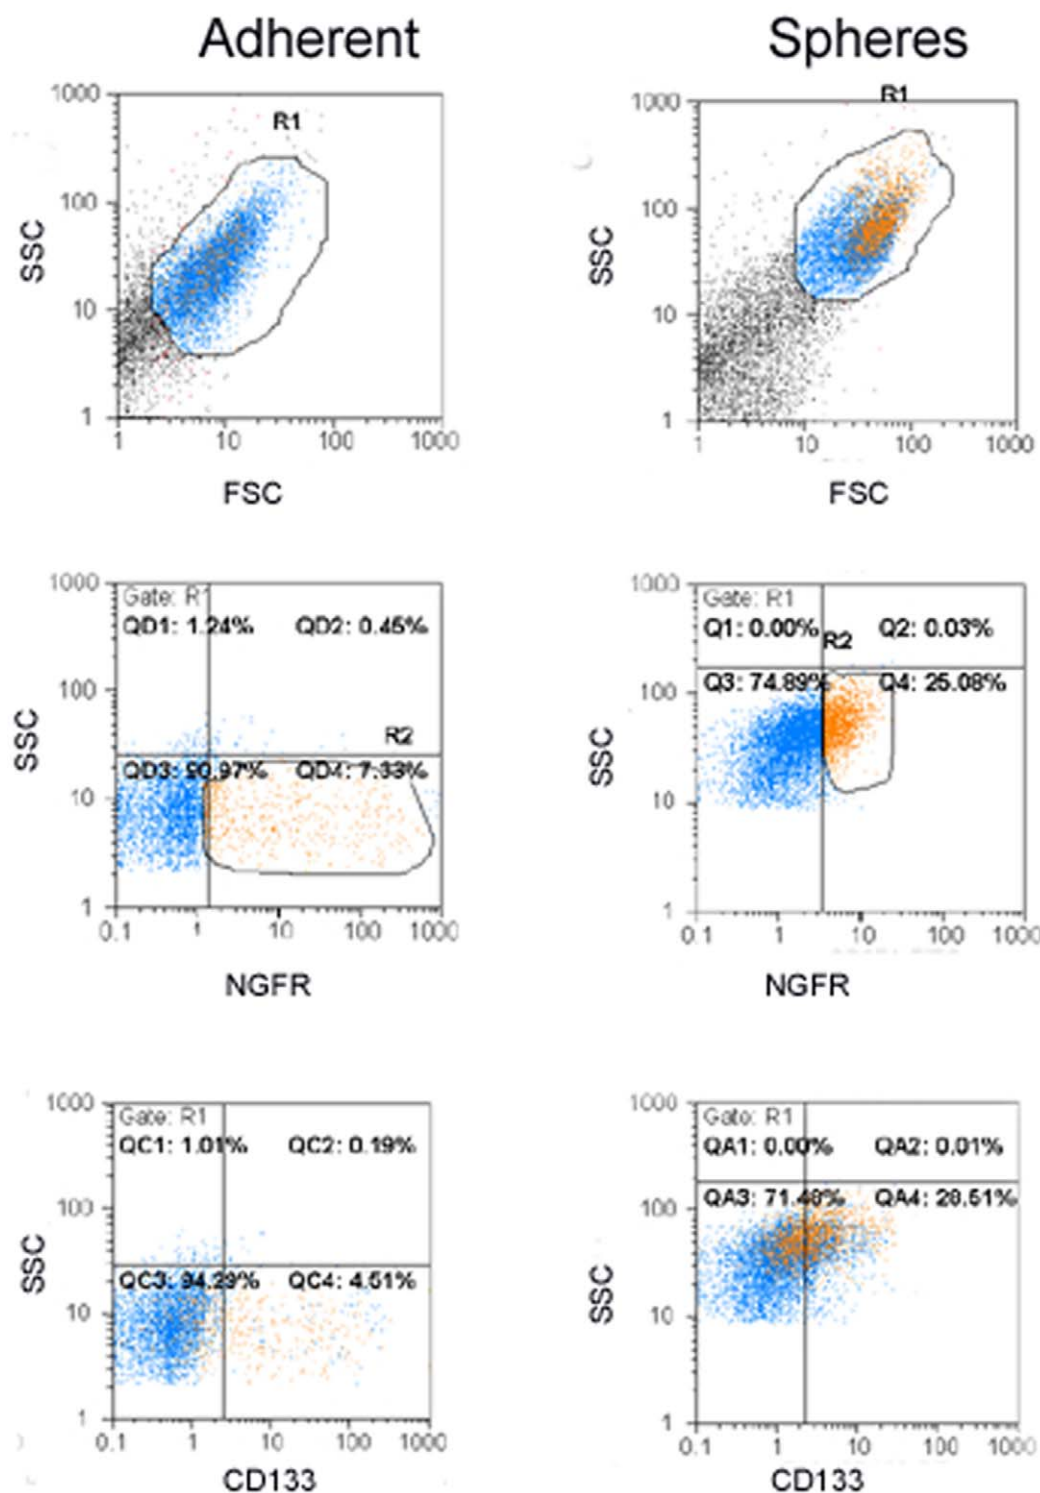 Adherent Spheres
R1 R1
1000 1000
100 100
SSC SSC
10 10
1 1
1 10 100 1000 1 10 100 1000
FSC FSC
1000 1000
Gate: R1 Gate: R1
QD1: 1.24% QD2: 0.45% Q1: 0.00% Q2: 0.03%
R2
Q3: 74.89% Q4: 25.08%
100 100
SSC SSC
R2
QD3: 90.97% QD4: 7.33%
10 10
1 1
0.1 1 10 100 1000 0.1 1 10 100 1000
NGFR NGFR
1000 1000
Gate: R1 Gate: R1
QC1: 1.01% QC2: 0.19% QA1: 0.00% QA2: 0.01%
QA3: 71.48% QA4: 28.51%
100 100
SSC SSC
QC3: 94.29% QC4: 4.51%
10 10
1 1
0.1 1 10 100 1000 0.1 1 10 100 1000
CD133 CD133